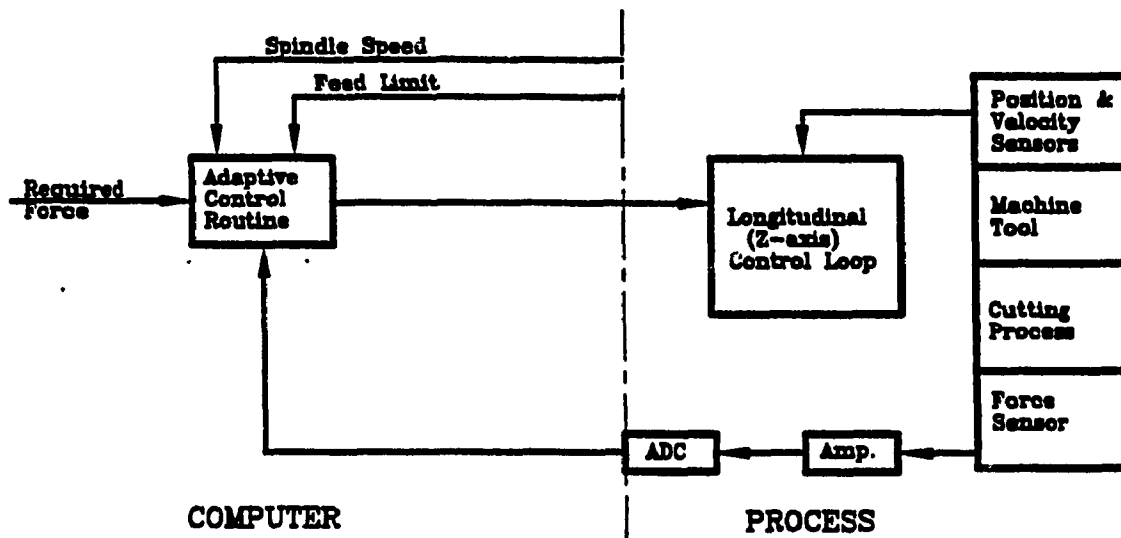 Spindle Speed
Feed Limit
Required
Force
Adaptive
Control
Routine
Longitudinal
(Z-axis)
Control Loop
Position &
Velocity
Sensors
Machine
Tool
Cutting
Process
Force
Sensor
ADC
Amp.
COMPUTER
PROCESS